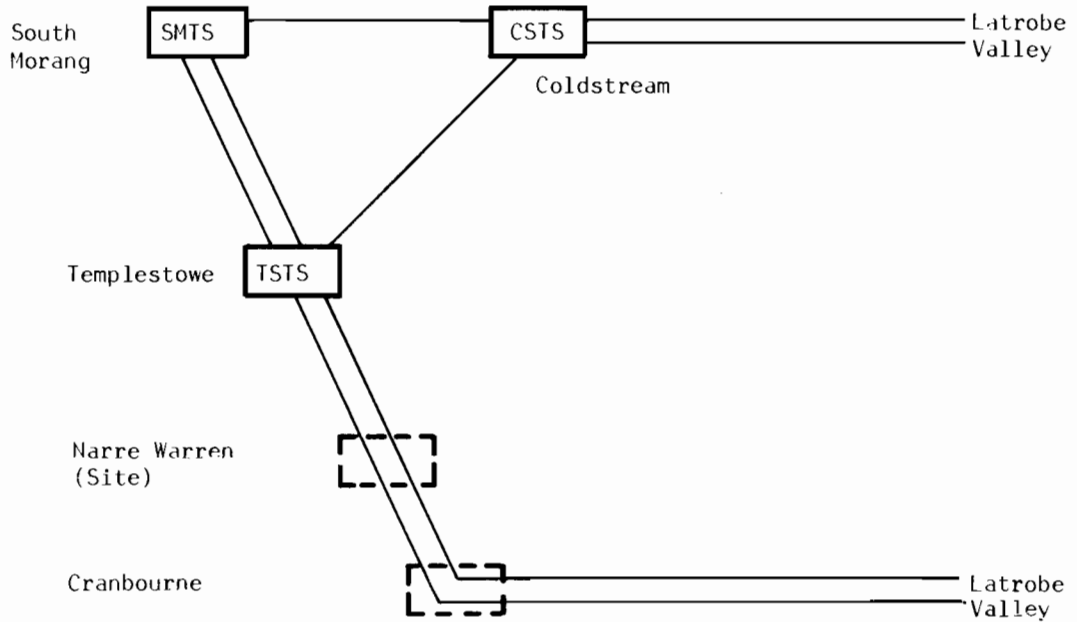 South
Morang
SMTS
CSTS
Latrobe
Valley
Coldstream
Templestowe
TSTS
Narre Warren
(Site)
Cranbourne
Latrobe
Valley